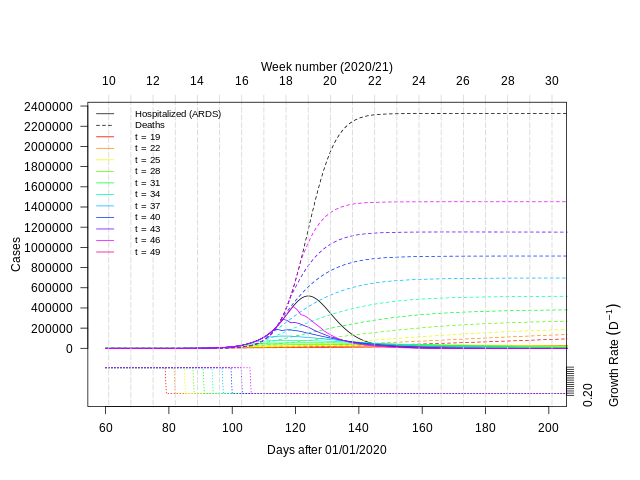 Week number (2020/21)
10 12 14 16 18 20 22 24 26 28 30
2400000
2200000
2000000
1800000
1600000
1400000
1200000
1000000
800000
600000
400000
200000
0
Cases
Hospitalized (ARDS)
Deaths
t = 19
t = 22
t = 25
t = 28
t = 31
t = 34
t = 37
t = 40
t = 43
t = 46
t = 49
0.20
Growth Rate (D⁻¹)
60 80 100 120 140 160 180 200
Days after 01/01/2020